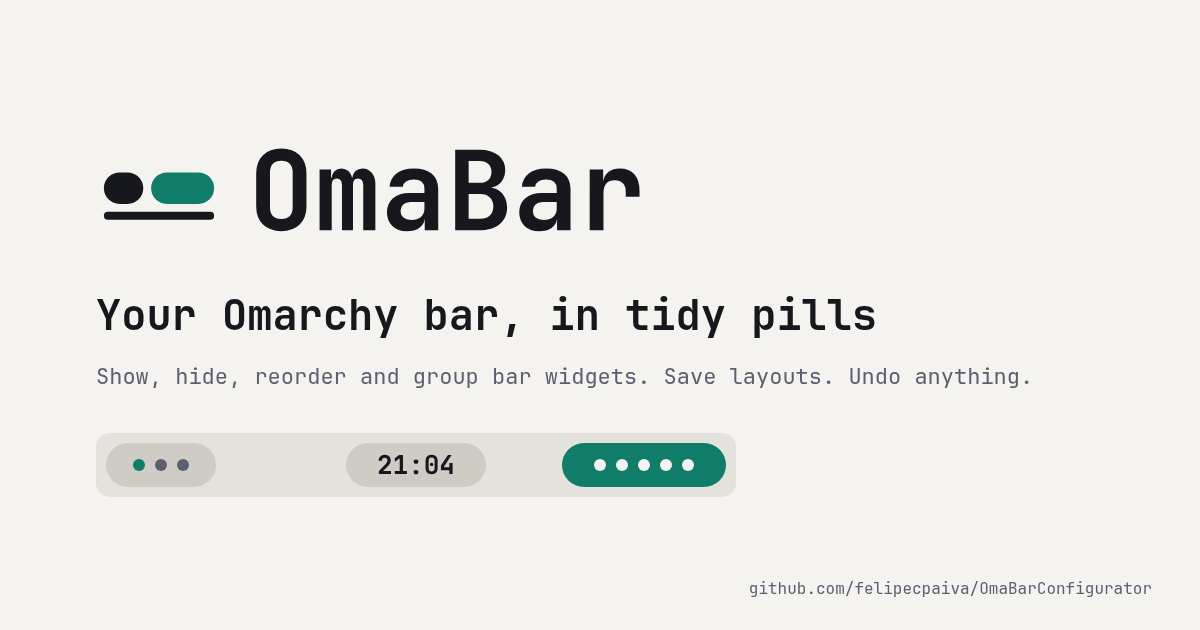 OmaBar
Your Omarchy bar, in tidy pills
Show, hide, reorder and group bar widgets. Save layouts. Undo anything.
21:04
github.com/felipecpaiva/OmaBarConfigurator